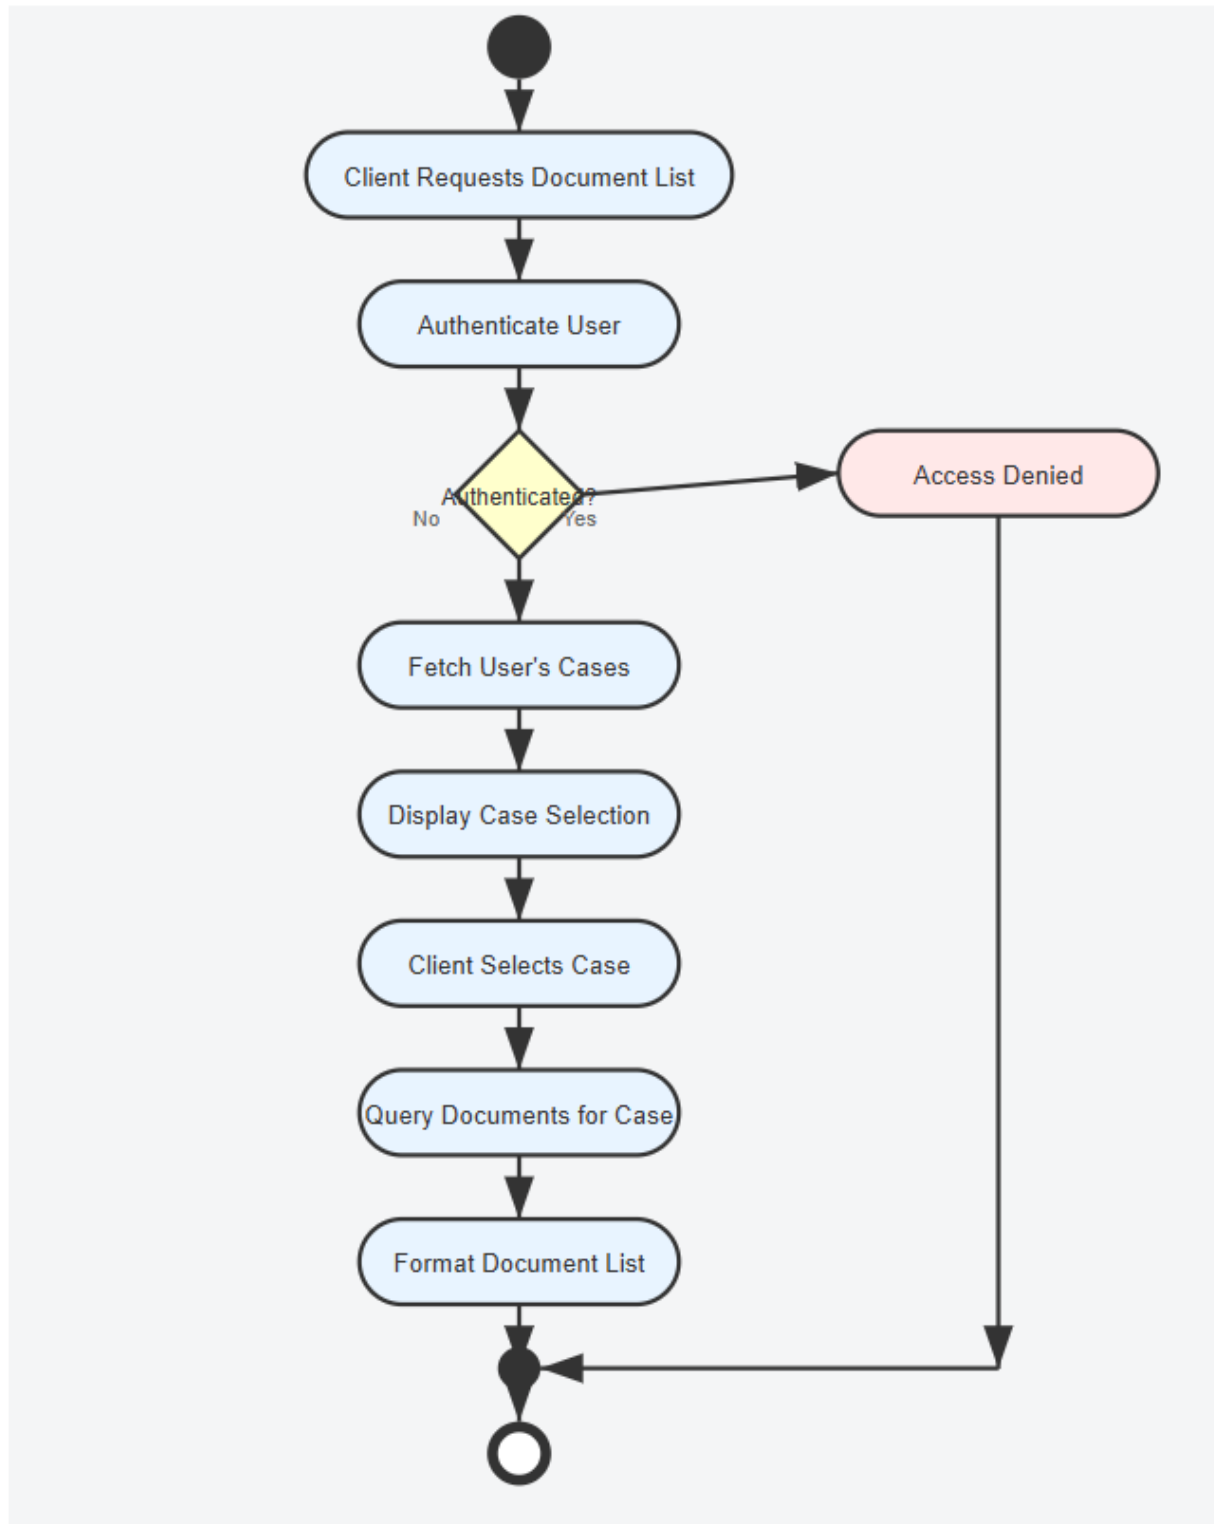 Client Requests Document List
Authenticate User
Authenticated?
No
Yes
Access Denied
Fetch User's Cases
Display Case Selection
Client Selects Case
Query Documents for Case
Format Document List